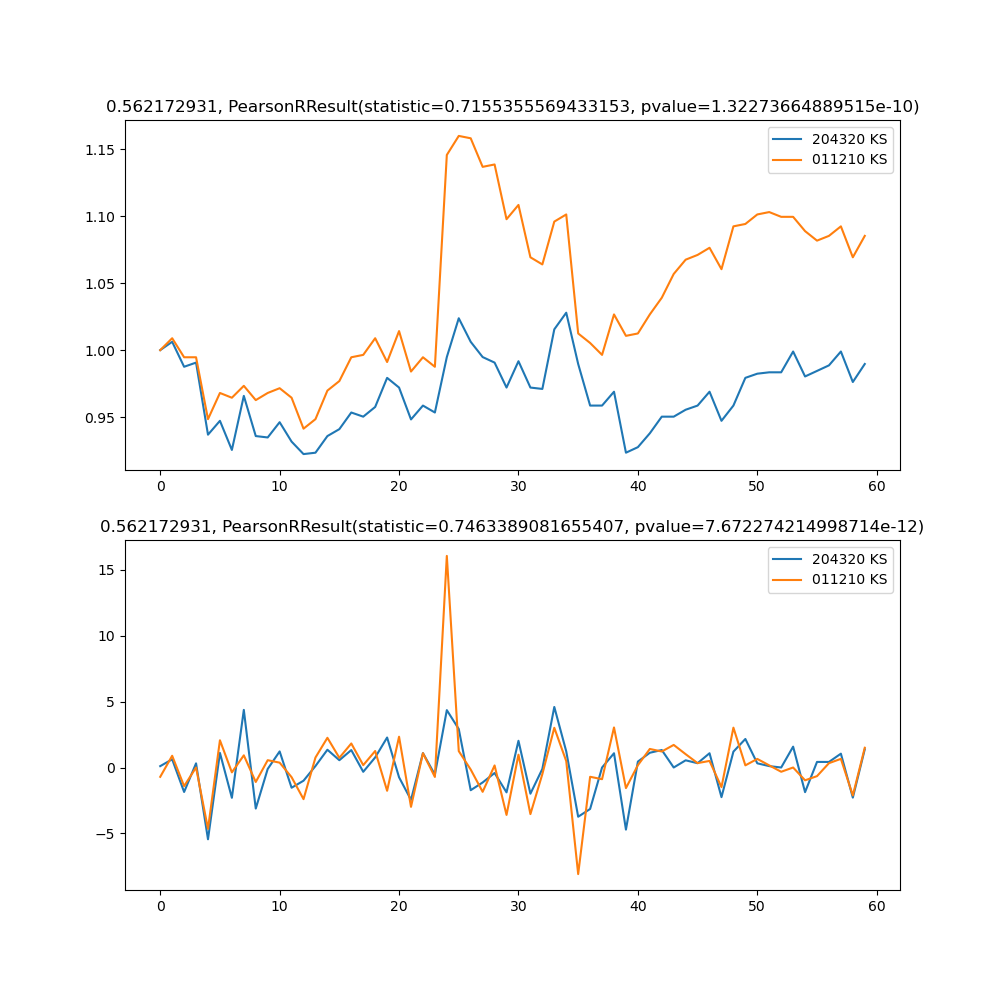 0.562172931, PearsonRResult(statistic=0.7155355569433153, pvalue=1.32273664889515e-10)
204320 KS
011210 KS
1.15
1.10
1.05
1.00
0.95
0 10 20 30 40 50 60
0.562172931, PearsonRResult(statistic=0.7463389081655407, pvalue=7.672274214998714e-12)
204320 KS
011210 KS
15
10
5
0
−5
0 10 20 30 40 50 60